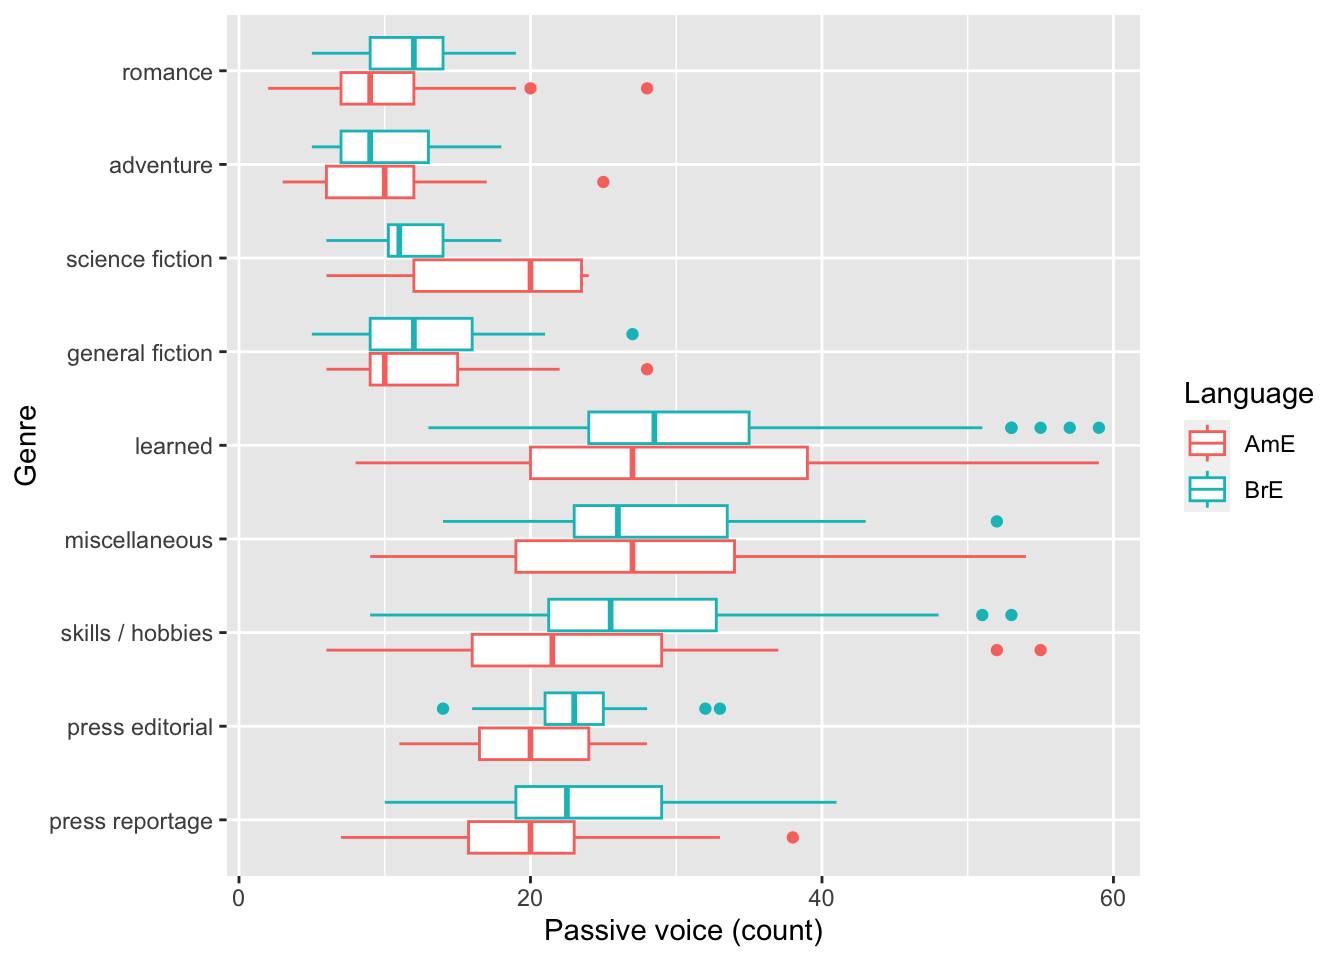 romance
adventure
science fiction
general fiction
learned
miscellaneous
skills / hobbies
press editorial
press reportage
Genre
0 20 40 60
Passive voice (count)
Language
AmE
BrE